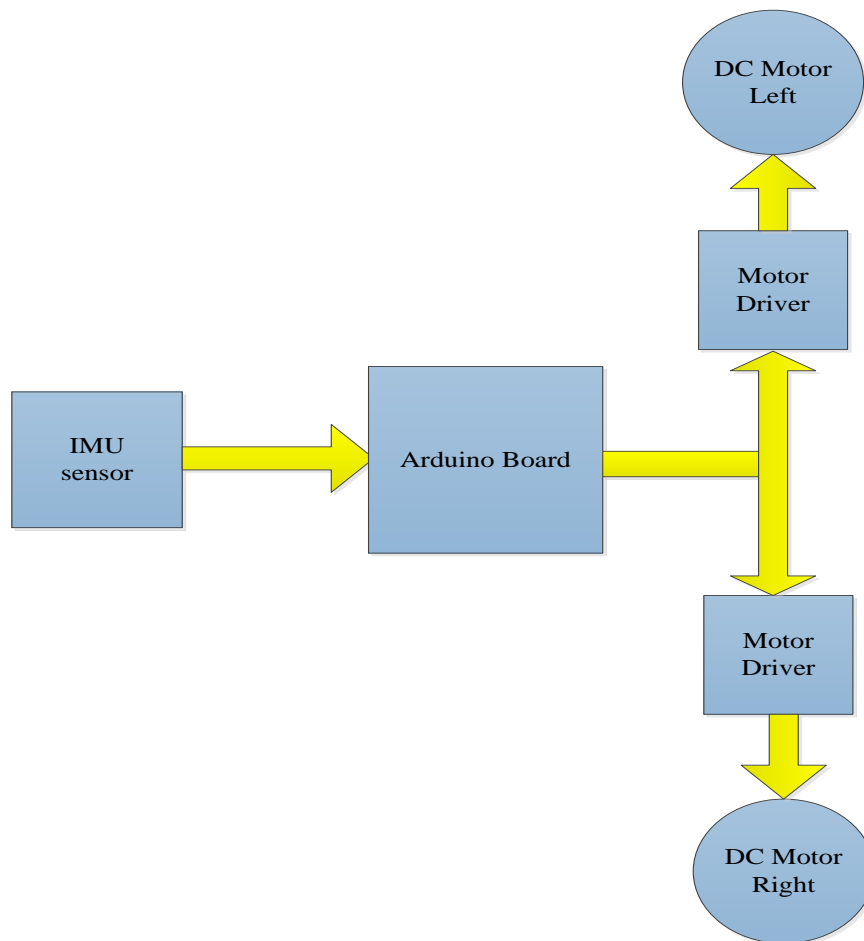 DC Motor
Left
Motor
Driver
IMU
sensor
Arduino Board
Motor
Driver
DC Motor
Right